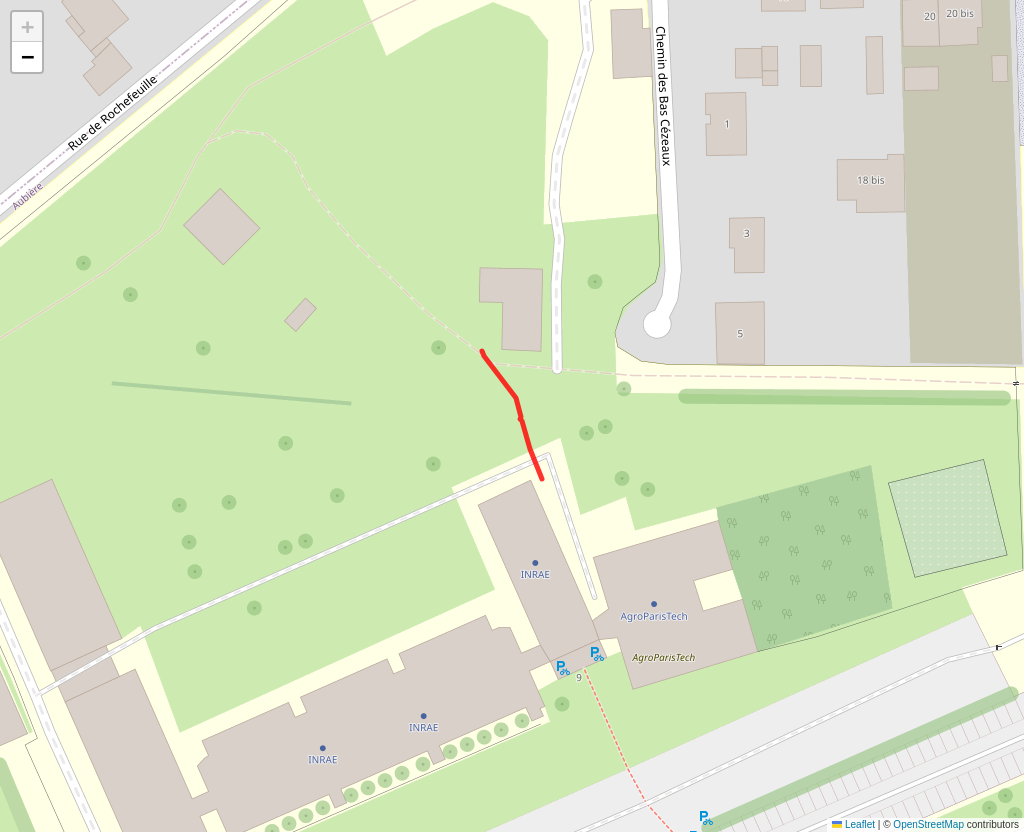 +
−
Rue de Rochefeuille
Aubière
Chemin des Bas Cézeaux
20
20 bis
1
18 bis
3
5
INRAE
AgroParisTech
AgroParisTech
9
INRAE
INRAE
Leaflet | © OpenStreetMap contributors